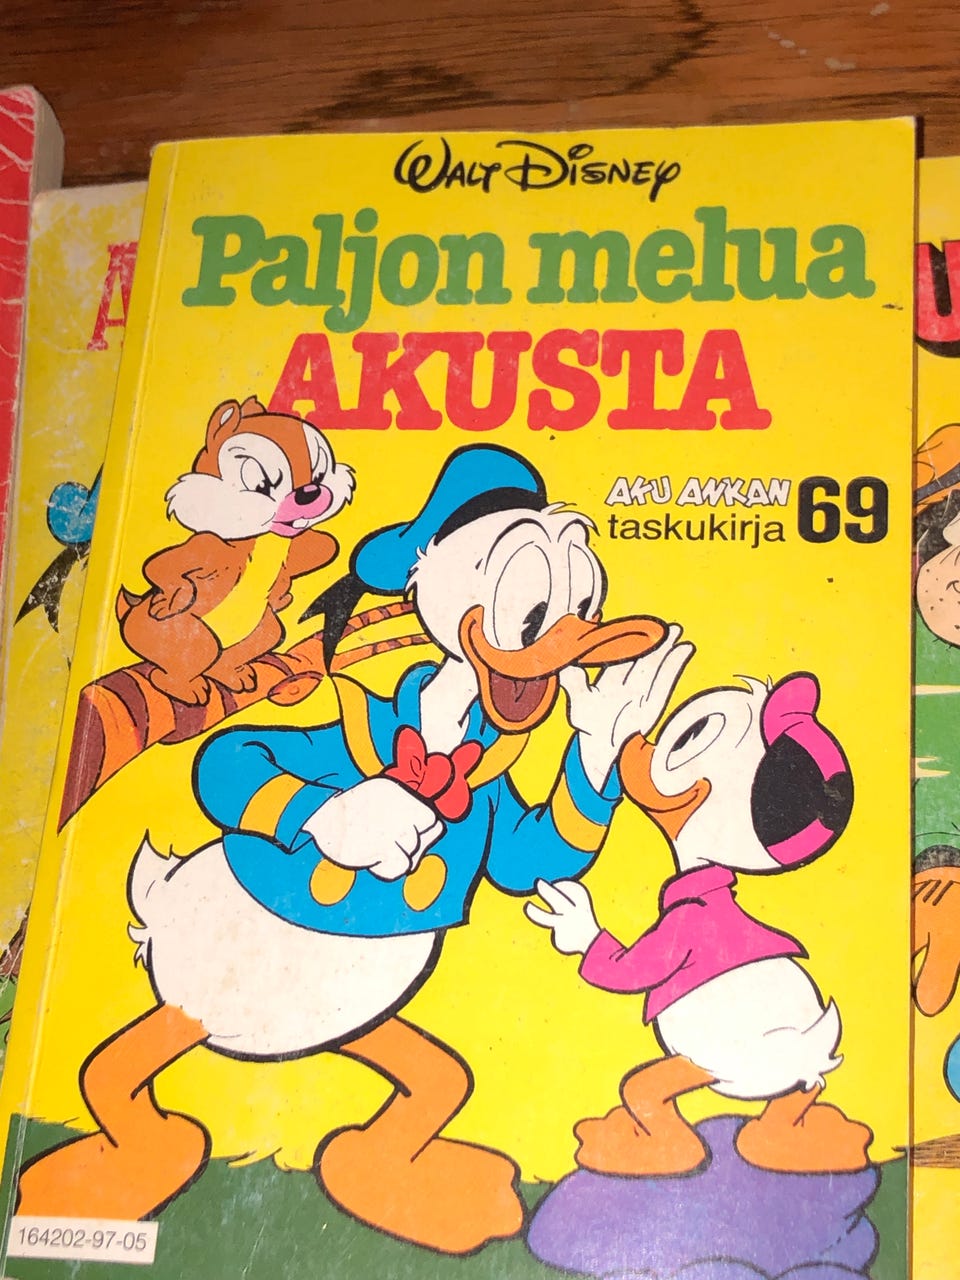 WALT DISNEY
Paljon melua
AKUSTA
AKU ANKAN
taskukirja 69
164202-97-05